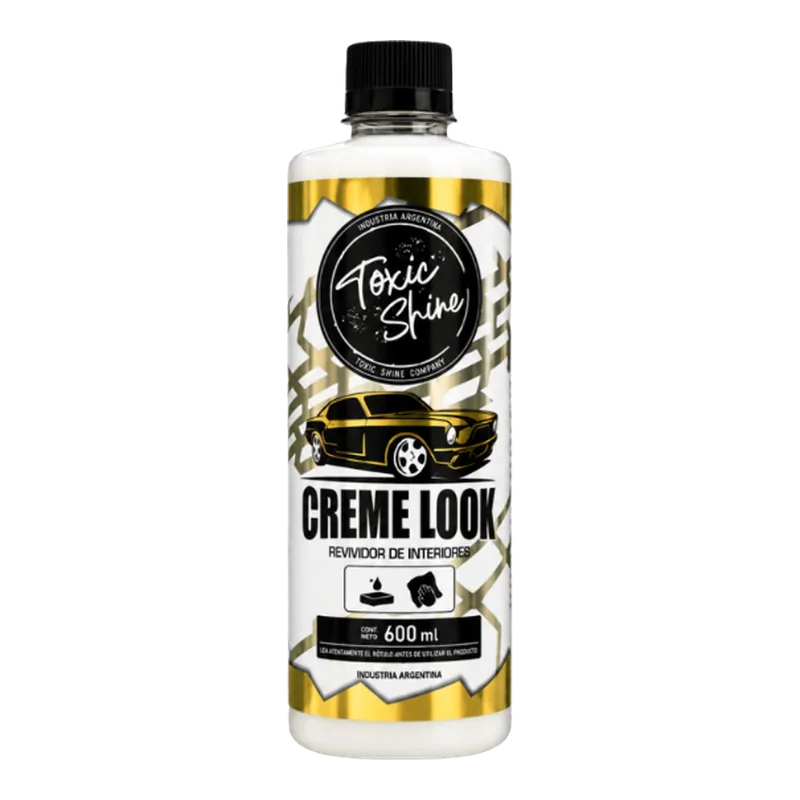 INDUSTRIA ARGENTINA
Toxic
Shine
TOXIC SHINE COMPANY
CREME LOOK
REVIVIDOR DE INTERIORES
CONT.
NETO 600 ml
LEA ATENTAMENTE EL RÓTULO ANTES DE UTILIZAR EL PRODUCTO
INDUSTRIA ARGENTINA